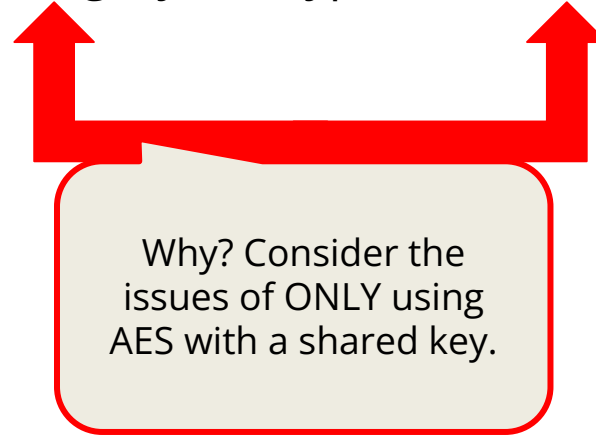 Why? Consider the
issues of ONLY using
AES with a shared key.